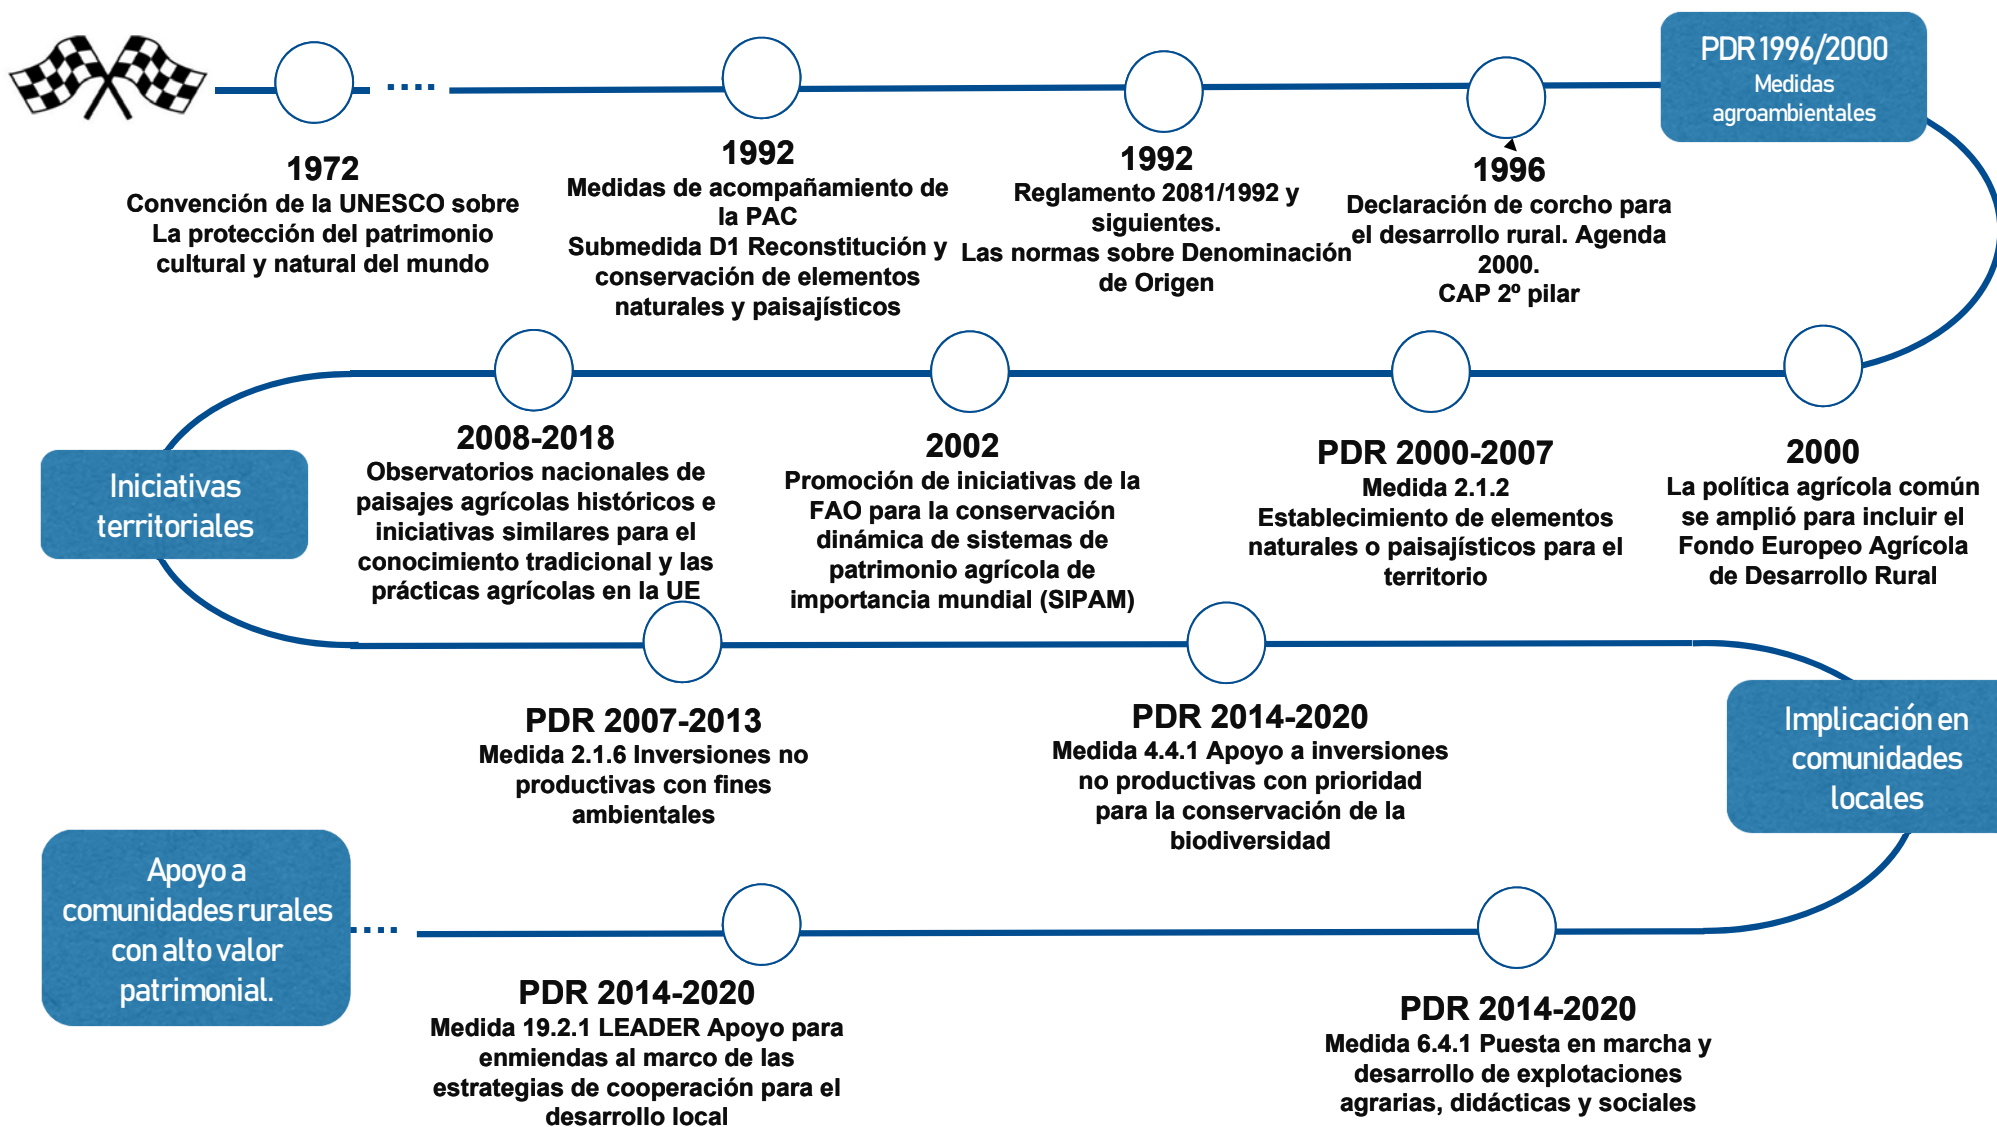 1972
Convención de la UNESCO sobre
La protección del patrimonio
cultural y natural del mundo
1992
Medidas de acompañamiento de
la PAC
Submedida D1 Reconstitución y
conservación de elementos
naturales y paisajísticos
1992
Reglamento 2081/1992 y
siguientes.
Las normas sobre Denominación
de Origen
1996
Declaración de corcho para
el desarrollo rural. Agenda
2000.
CAP 2º pilar
PDR 1996/2000
Medidas
agroambientales
2000
La política agrícola común
se amplió para incluir el
Fondo Europeo Agrícola
de Desarrollo Rural
PDR 2000-2007
Medida 2.1.2
Establecimiento de elementos
naturales o paisajísticos para el
territorio
2002
Promoción de iniciativas de la
FAO para la conservación
dinámica de sistemas de
patrimonio agrícola de
importancia mundial (SIPAM)
2008-2018
Observatorios nacionales de
paisajes agrícolas históricos e
iniciativas similares para el
conocimiento tradicional y las
prácticas agrícolas en la UE
Iniciativas
territoriales
PDR 2007-2013
Medida 2.1.6 Inversiones no
productivas con fines
ambientales
PDR 2014-2020
Medida 4.4.1 Apoyo a inversiones
no productivas con prioridad
para la conservación de la
biodiversidad
Implicación en
comunidades
locales
PDR 2014-2020
Medida 6.4.1 Puesta en marcha y
desarrollo de explotaciones
agrarias, didácticas y sociales
PDR 2014-2020
Medida 19.2.1 LEADER Apoyo para
enmiendas al marco de las
estrategias de cooperación para el
desarrollo local
Apoyo a
comunidades rurales
con alto valor
patrimonial.